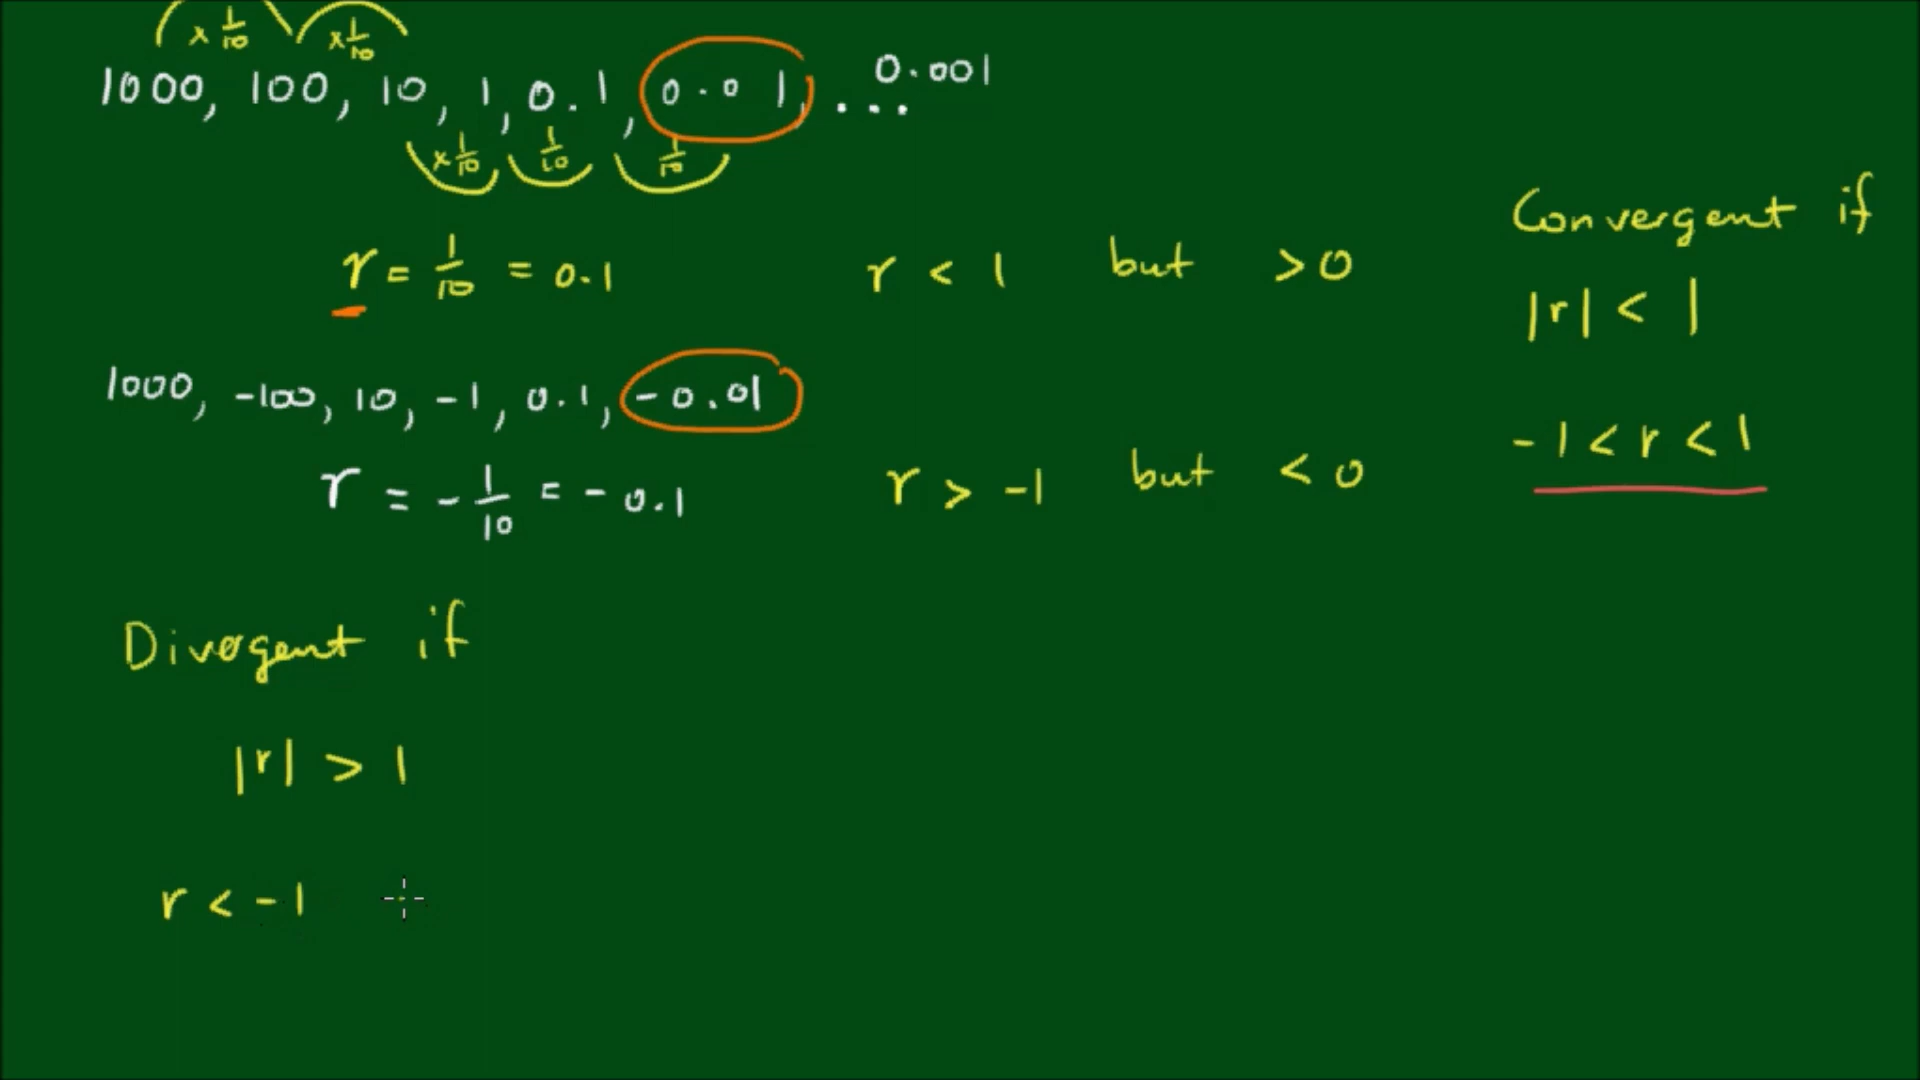 × 1/10 × 1/10
1000, 100, 10, 1, 0.1, 0.01, ... 0.001
× 1/10 1/10 1/10
Convergent if
r = 1/10 = 0.1 r < 1 but > 0
|r| < 1
1000, -100, 10, -1, 0.1, -0.01
-1 < r < 1
r = - 1/10 = - 0.1 r > -1 but < 0
Divergent if
|r| > 1
r < -1